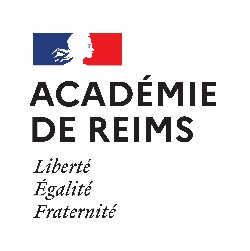 ACADÉMIE
DE REIMS
Liberté
Égalité
Fraternité